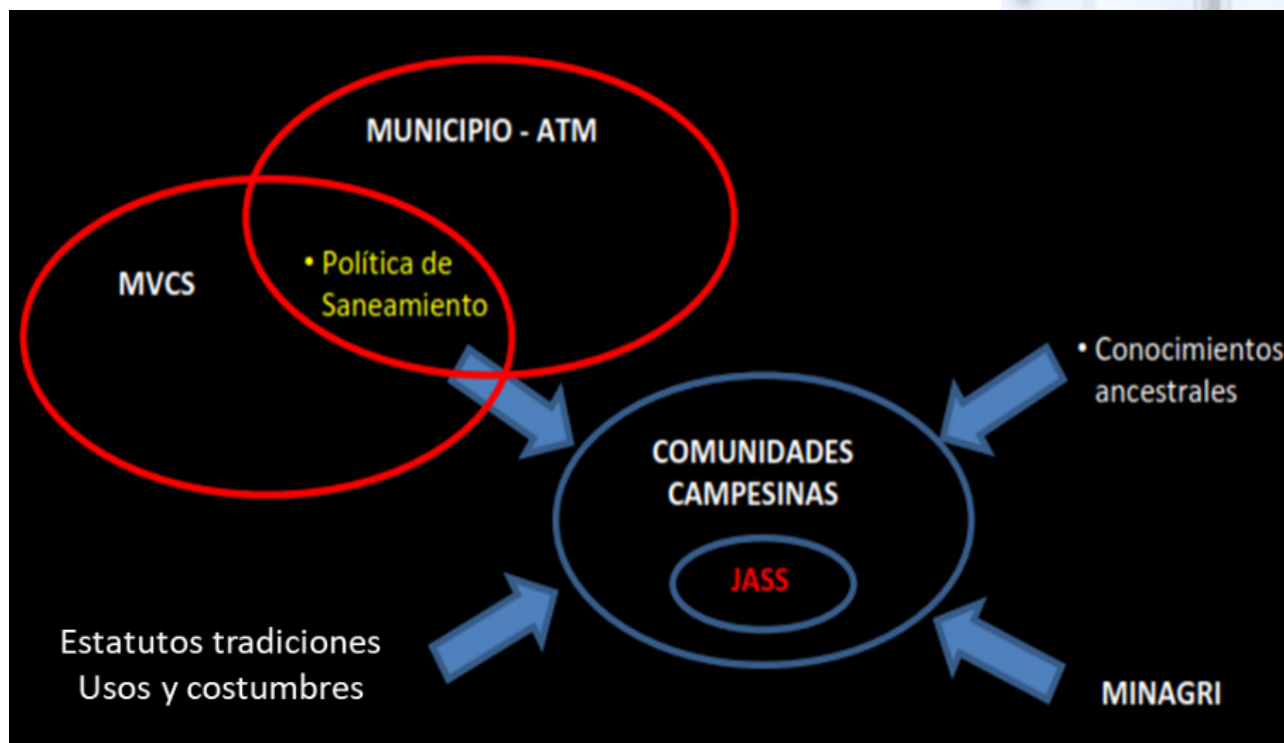 MUNICIPIO - ATM
MVCS
• Política de
Saneamiento
• Conocimientos
ancestrales
COMUNIDADES
CAMPESINAS
JASS
Estatutos tradiciones
Usos y costumbres
MINAGRI